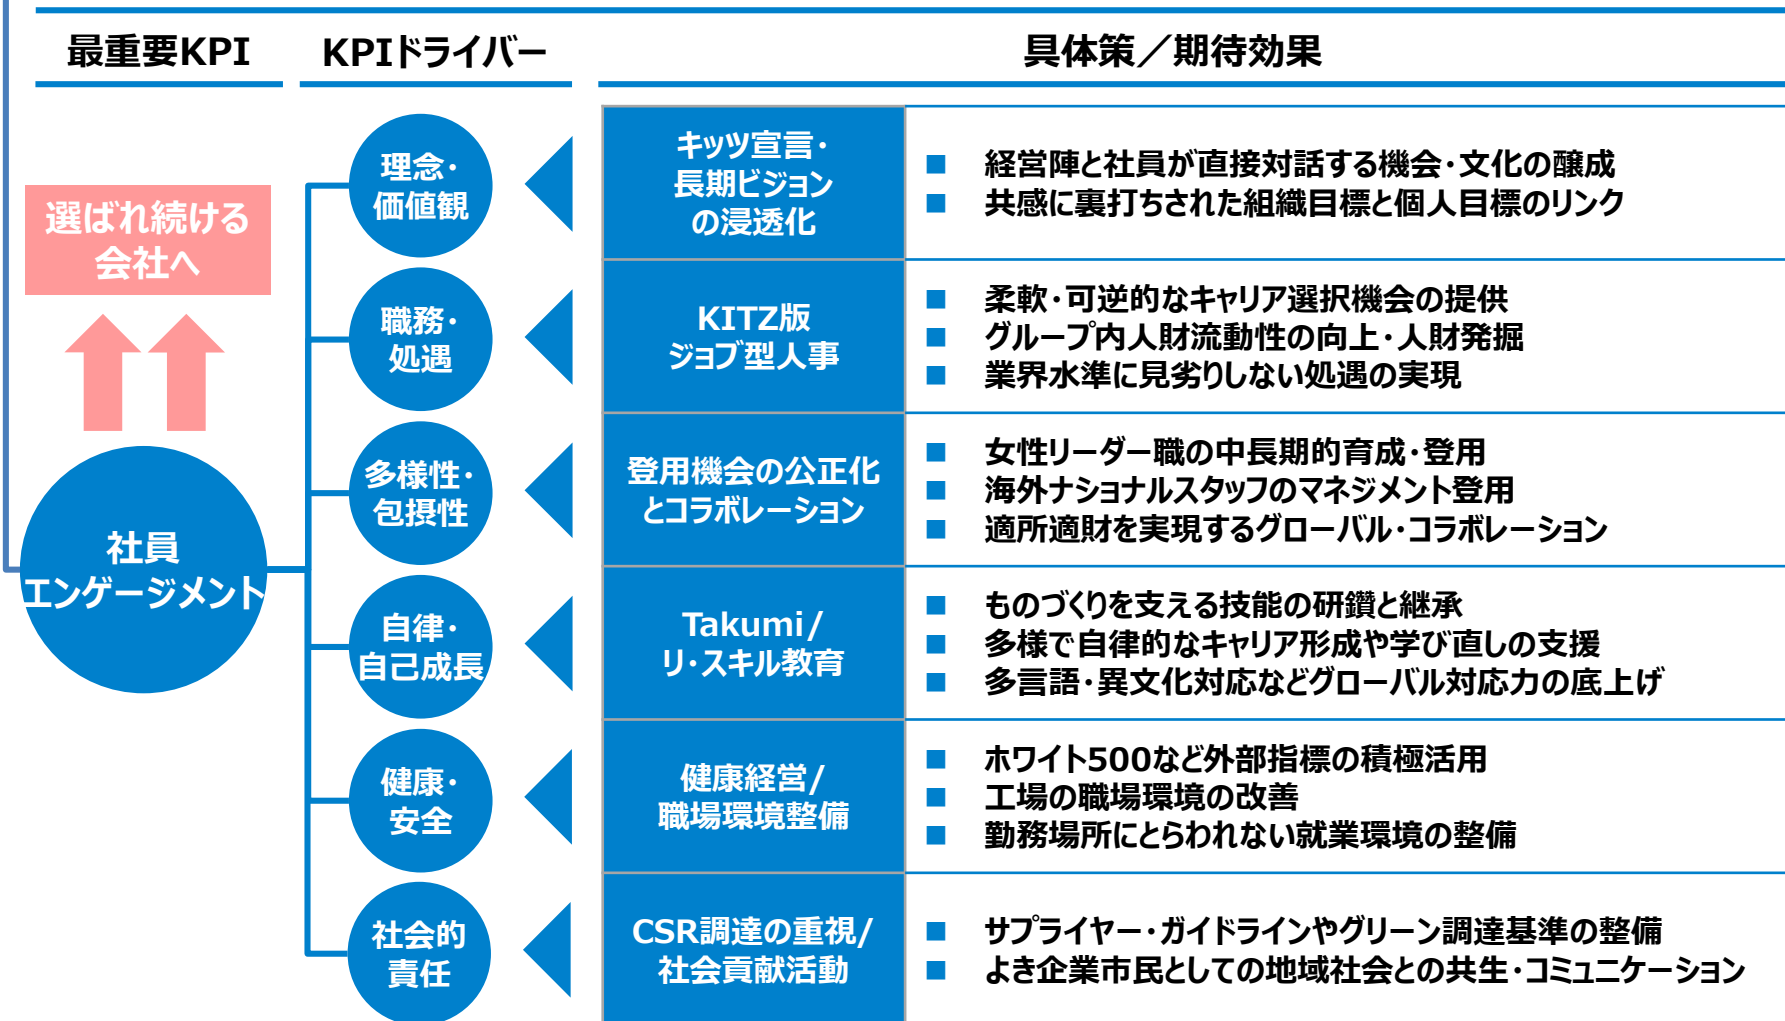 最重要KPI
KPIドライバー
具体策／期待効果
選ばれ続ける
会社へ
社員
エンゲージメント
理念・
価値観
キッツ宣言・
長期ビジョン
の浸透化
■ 経営陣と社員が直接対話する機会・文化の醸成
■ 共感に裏打ちされた組織目標と個人目標のリンク
職務・
処遇
KITZ版
ジョブ型人事
■ 柔軟・可逆的なキャリア選択機会の提供
■ グループ内人財流動性の向上・人財発掘
■ 業界水準に見劣りしない処遇の実現
多様性・
包摂性
登用機会の公正化
とコラボレーション
■ 女性リーダー職の中長期的育成・登用
■ 海外ナショナルスタッフのマネジメント登用
■ 適所適財を実現するグローバル・コラボレーション
自律・
自己成長
Takumi/
リ・スキル教育
■ ものづくりを支える技能の研鑽と継承
■ 多様で自律的なキャリア形成や学び直しの支援
■ 多言語・異文化対応などグローバル対応力の底上げ
健康・
安全
健康経営/
職場環境整備
■ ホワイト500など外部指標の積極活用
■ 工場の職場環境の改善
■ 勤務場所にとらわれない就業環境の整備
社会的
責任
CSR調達の重視/
社会貢献活動
■ サプライヤー・ガイドラインやグリーン調達基準の整備
■ よき企業市民としての地域社会との共生・コミュニケーション